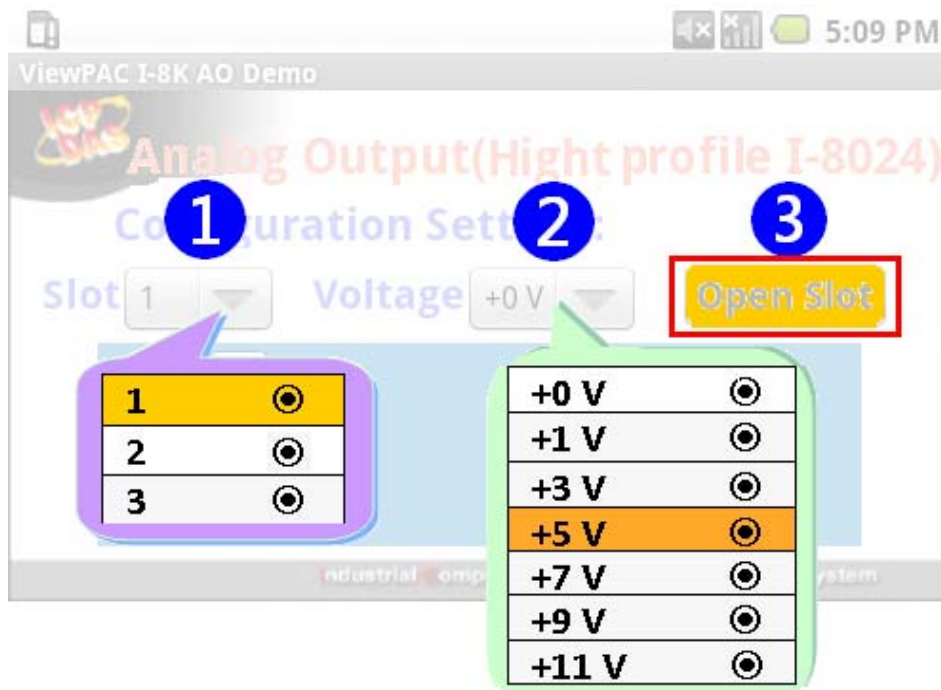 5:09 PM
ViewPAC I-8K AO Demo
ICP
DAS
Analog Output(Hight profile I-8024)
1
2
3
Slot 1 Voltage +0 V Open Slot
1
2
3
+0 V
+1 V
+3 V
+5 V
+7 V
+9 V
+11 V
Industrial